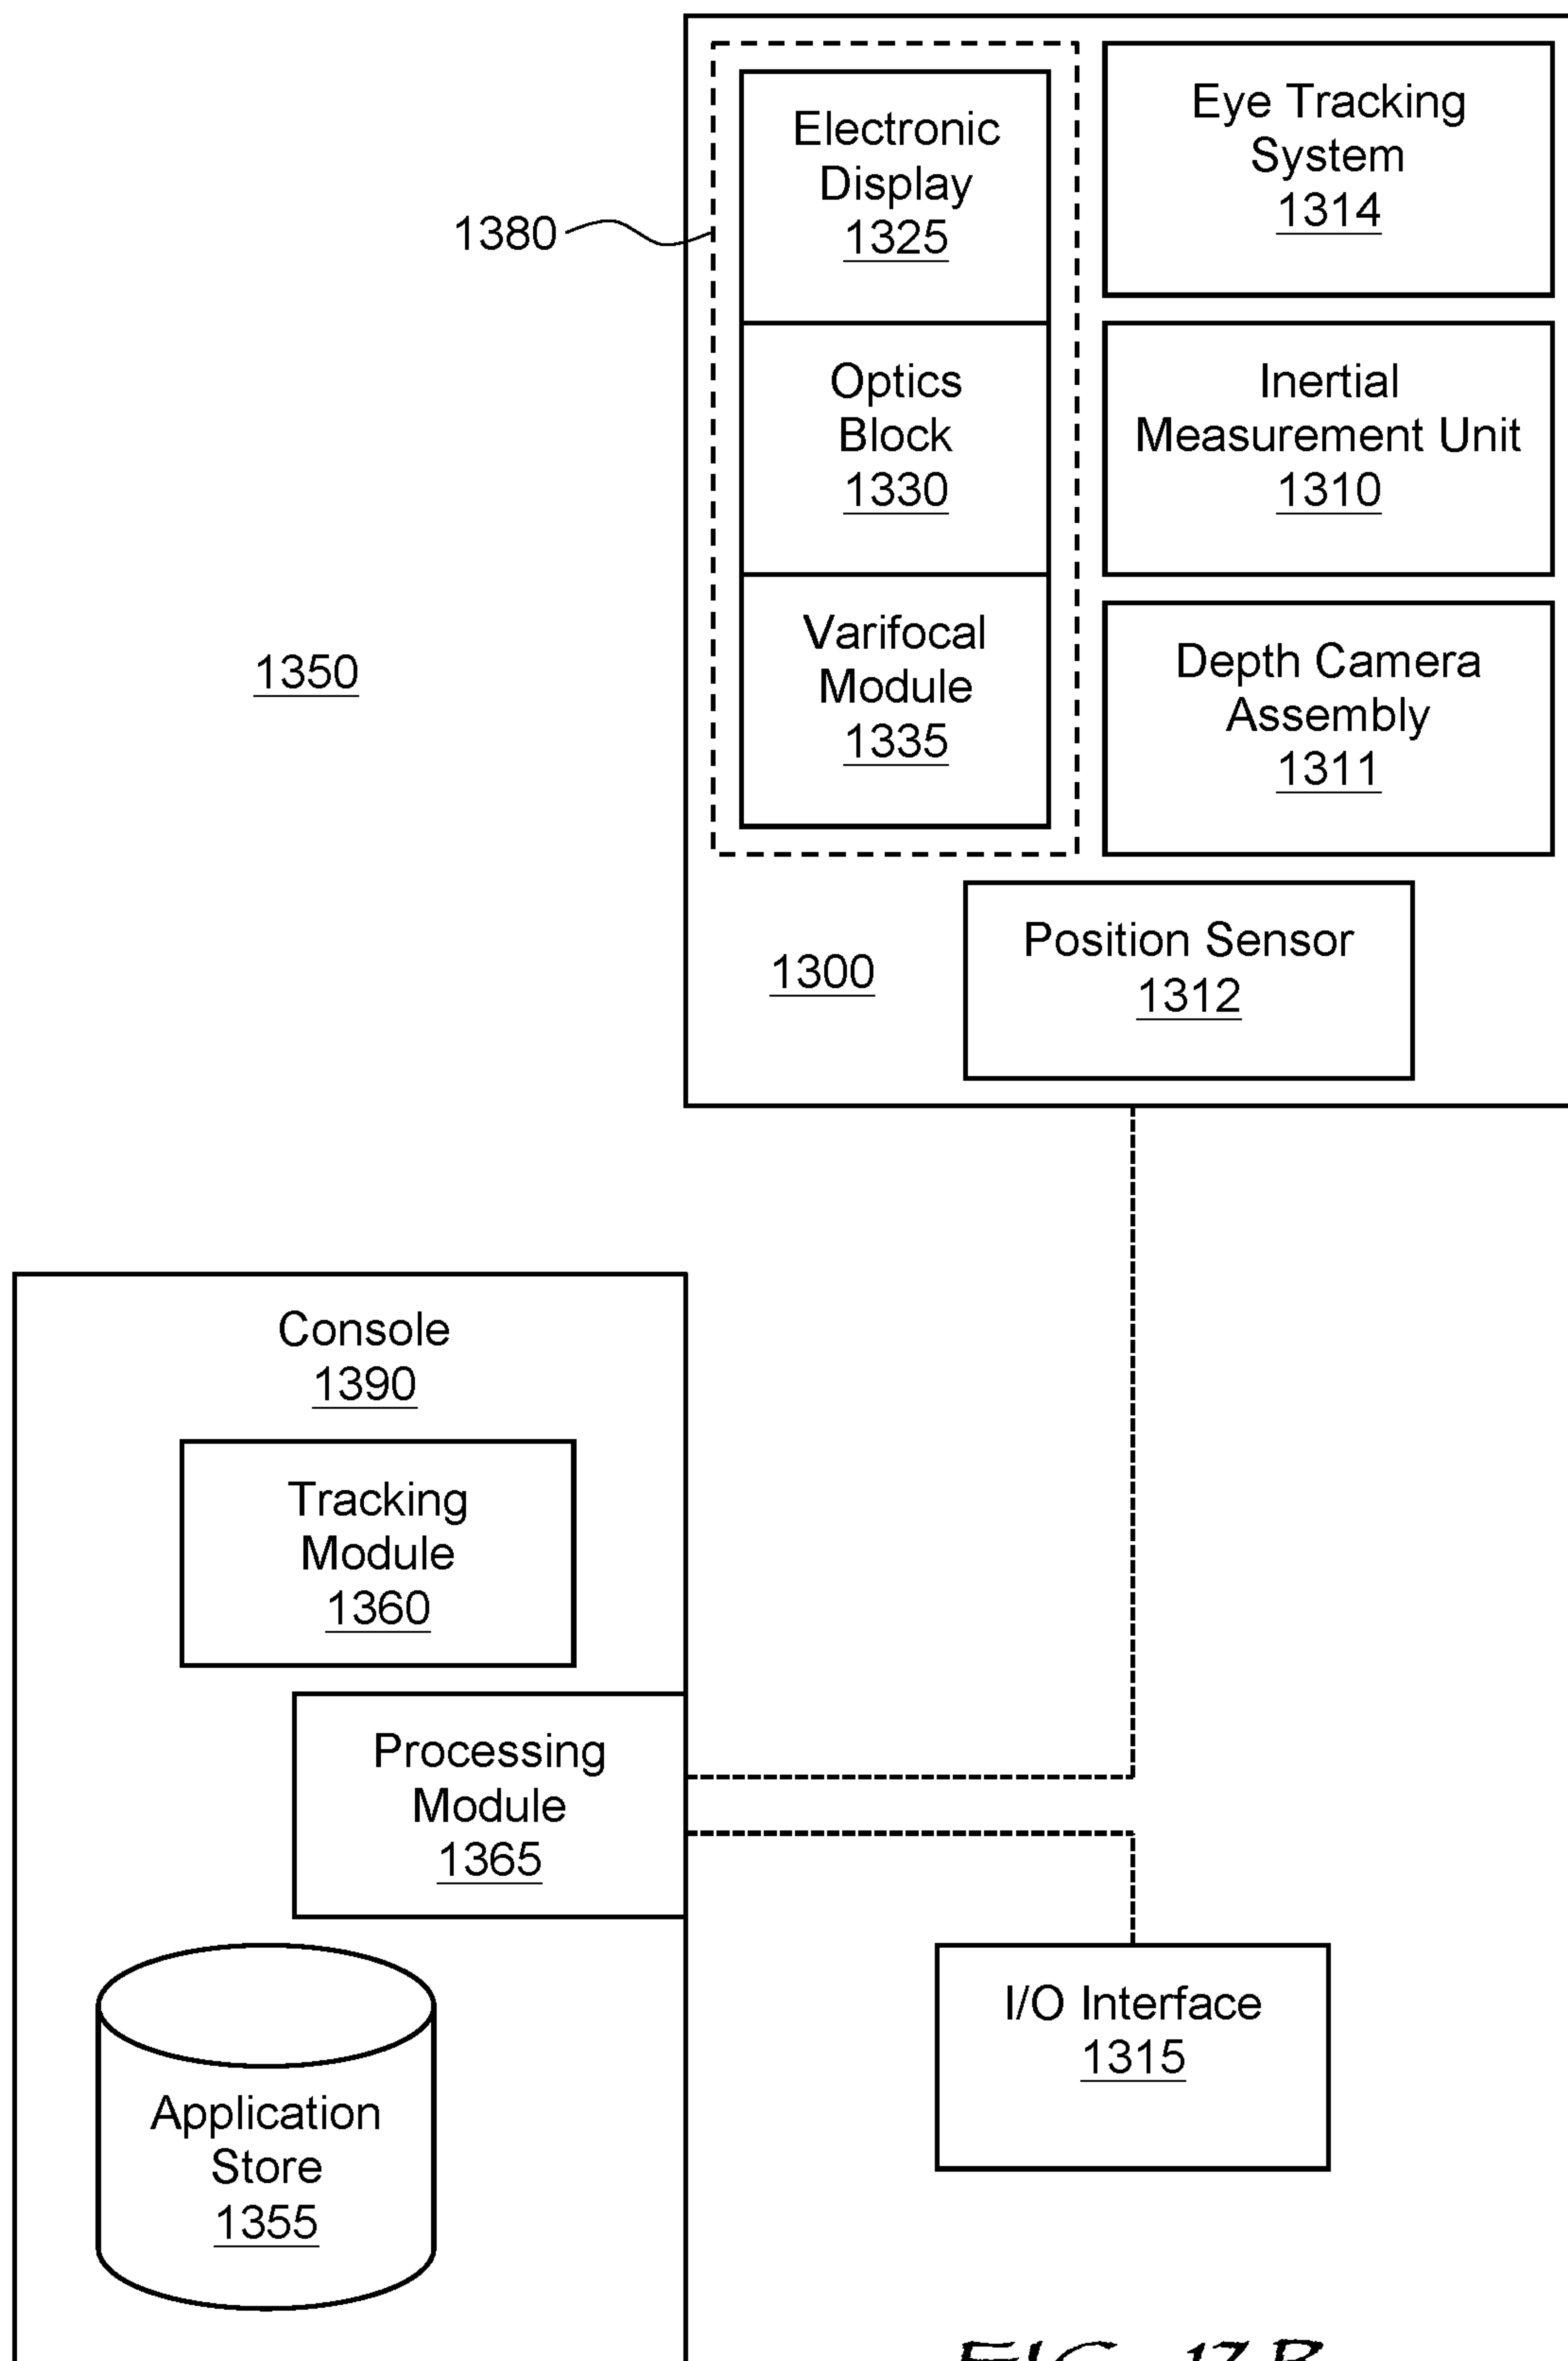 Electronic
Display
1325
Eye Tracking
System
1314
1380
Optics
Block
1330
Inertial
Measurement Unit
1310
Varifocal
Module
1335
Depth Camera
Assembly
1311
1350
Position Sensor
1312
1300
Console
1390
Tracking
Module
1360
Processing
Module
1365
I/O Interface
1315
Application
Store
1355